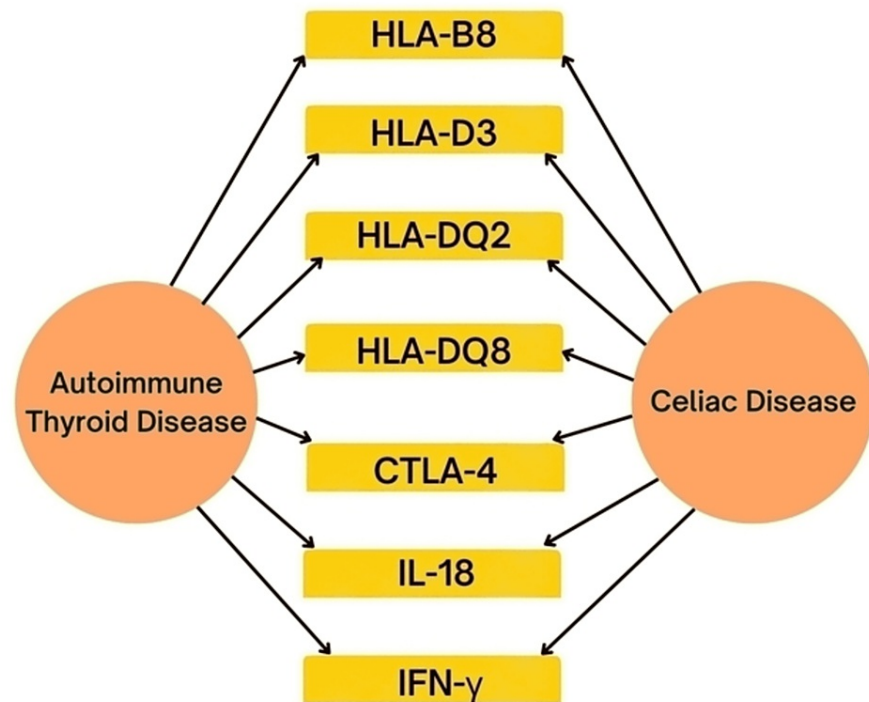 HLA-B8
HLA-D3
HLA-DQ2
HLA-DQ8
Autoimmune
Thyroid Disease
Celiac Disease
CTLA-4
IL-18
IFN-γ